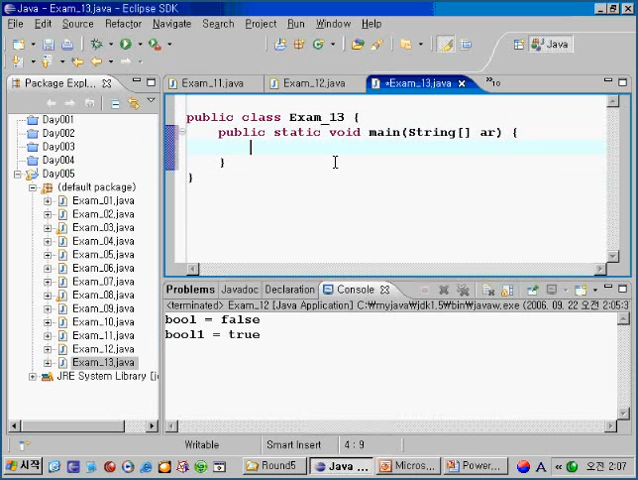 Java - Exam_13.java - Eclipse SDK
File Edit Source Refactor Navigate Search Project Run Window Help
Java
Package Expl...
Exam_11.java
Exam_12.java
*Exam_13.java
»10
Day001
Day002
Day003
Day004
Day005
(default package)
Exam_01.java
Exam_02.java
Exam_03.java
Exam_04.java
Exam_05.java
Exam_06.java
Exam_07.java
Exam_08.java
Exam_09.java
Exam_10.java
Exam_11.java
Exam_12.java
Exam_13.java
JRE System Library [j
public class Exam_13 {
public static void main(String[] ar) {
}
}
Problems Javadoc Declaration Console
<terminated> Exam_12 [Java Application] C:₩myjava₩jdk1.5₩bin₩javaw.exe (2006. 09. 22 오전 2:05:3
bool = false
bool1 = true
Writable
Smart Insert
4 : 9
시작
Round5
Java ...
Micros...
Power...
A
«
오전 2:07